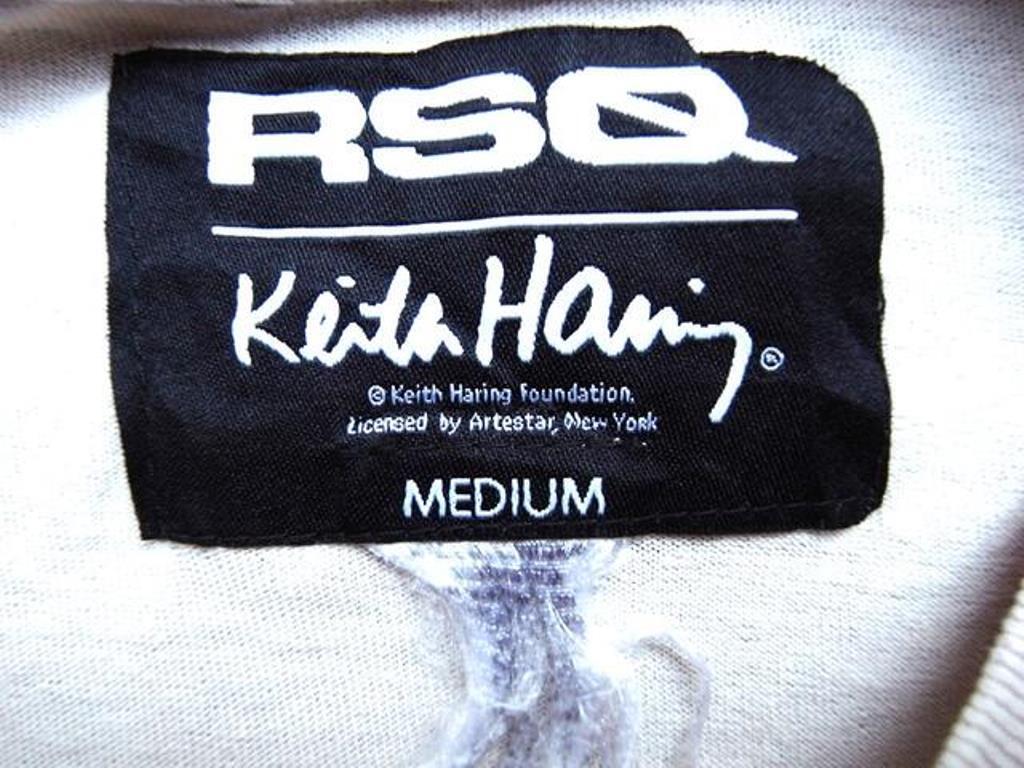 RSQ
Keith Haring ®
© Keith Haring Foundation.
Licensed by Artestar, New York
MEDIUM